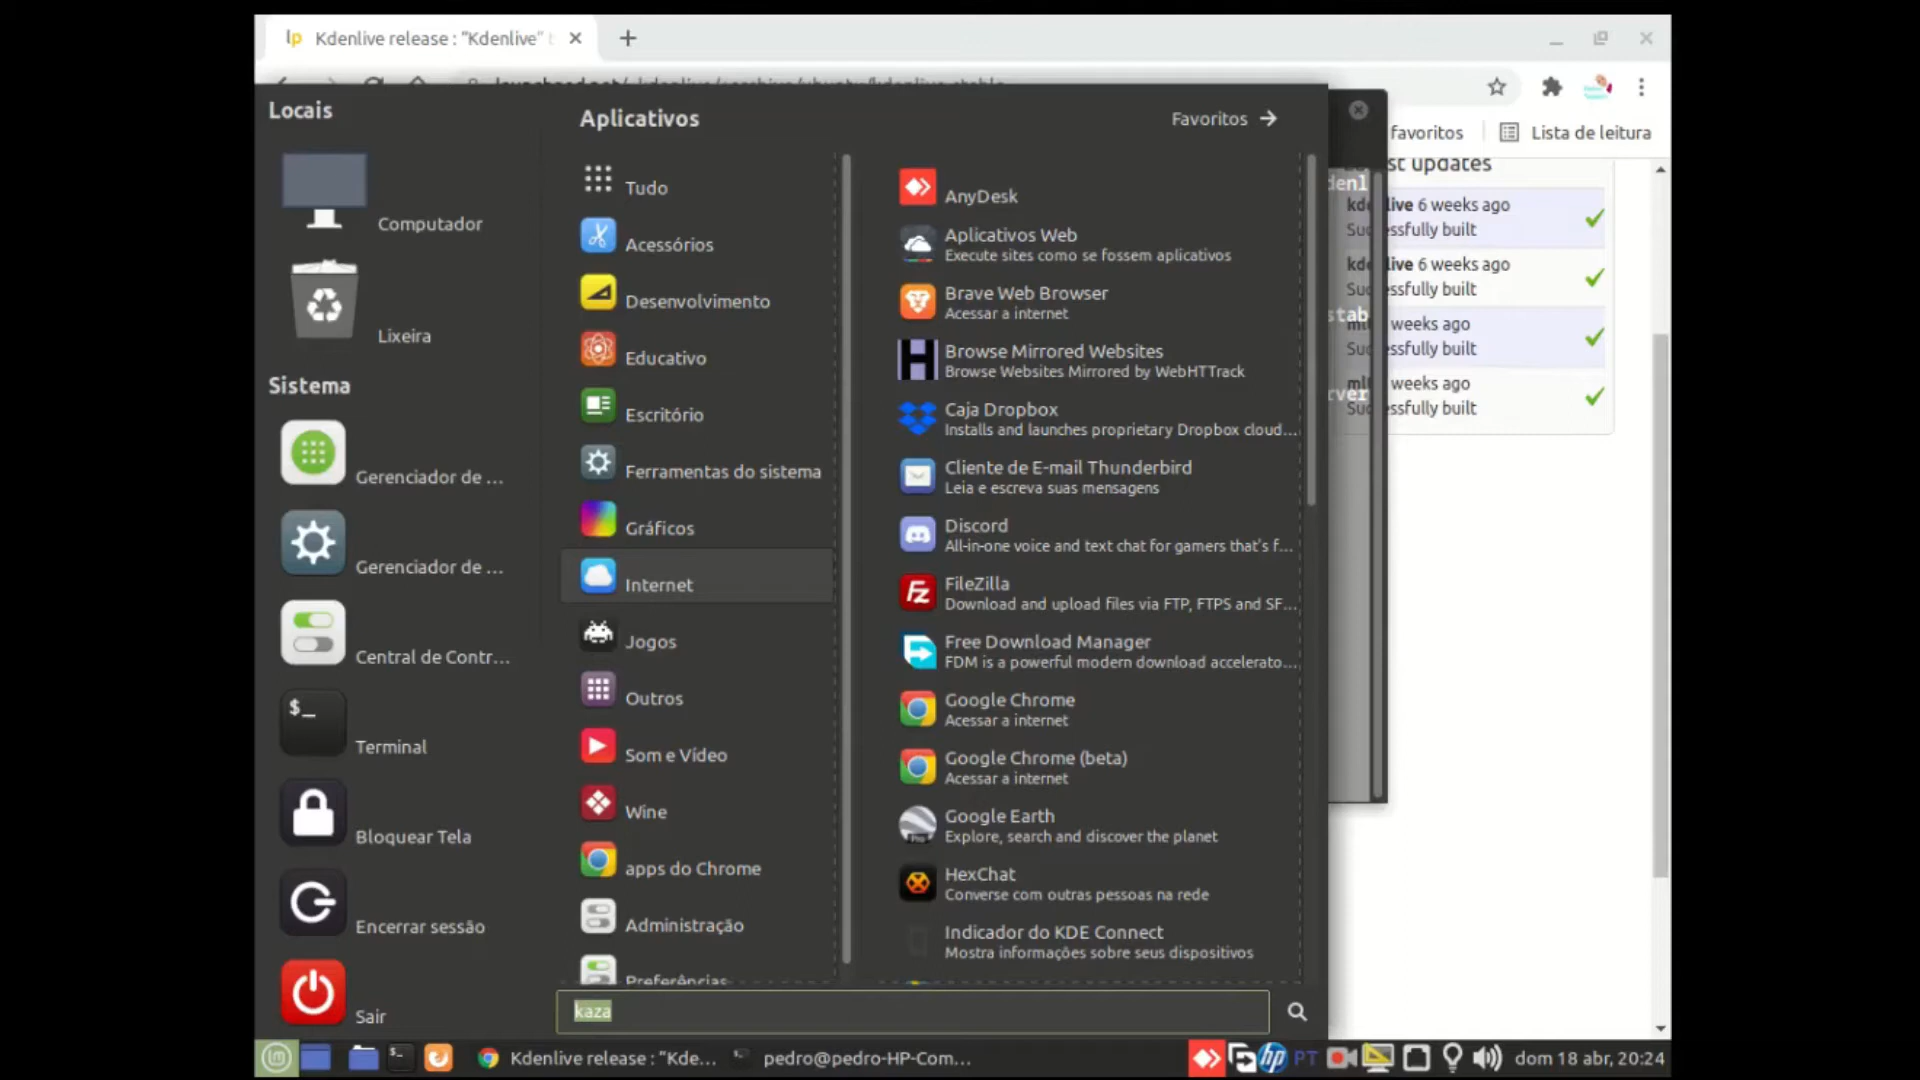 Kdenlive release : “Kdenlive” t
Locais
Computador
Lixeira
Sistema
Gerenciador de ...
Gerenciador de ...
Central de Contr...
Terminal
Bloquear Tela
Encerrar sessão
Sair
Aplicativos
Favoritos
Tudo
Acessórios
Desenvolvimento
Educativo
Escritório
Ferramentas do sistema
Gráficos
Internet
Jogos
Outros
Som e Vídeo
Wine
apps do Chrome
Administração
Preferências
AnyDesk
Aplicativos Web
Execute sites como se fossem aplicativos
Brave Web Browser
Acessar a internet
Browse Mirrored Websites
Browse Websites Mirrored by WebHTTrack
Caja Dropbox
Installs and launches proprietary Dropbox cloud...
Cliente de E-mail Thunderbird
Leia e escreva suas mensagens
Discord
All-in-one voice and text chat for gamers that's f...
FileZilla
Download and upload files via FTP, FTPS and SF...
Free Download Manager
FDM is a powerful modern download accelerato...
Google Chrome
Acessar a internet
Google Chrome (beta)
Acessar a internet
Google Earth
Explore, search and discover the planet
HexChat
Converse com outras pessoas na rede
Indicador do KDE Connect
Mostra informações sobre seus dispositivos
kaza
favoritos
Lista de leitura
st updates
6 weeks ago
6 weeks ago
weeks ago
weeks ago
Kdenlive release : “Kde...
pedro@pedro-HP-Com...
hp
PT
dom 18 abr, 20:24